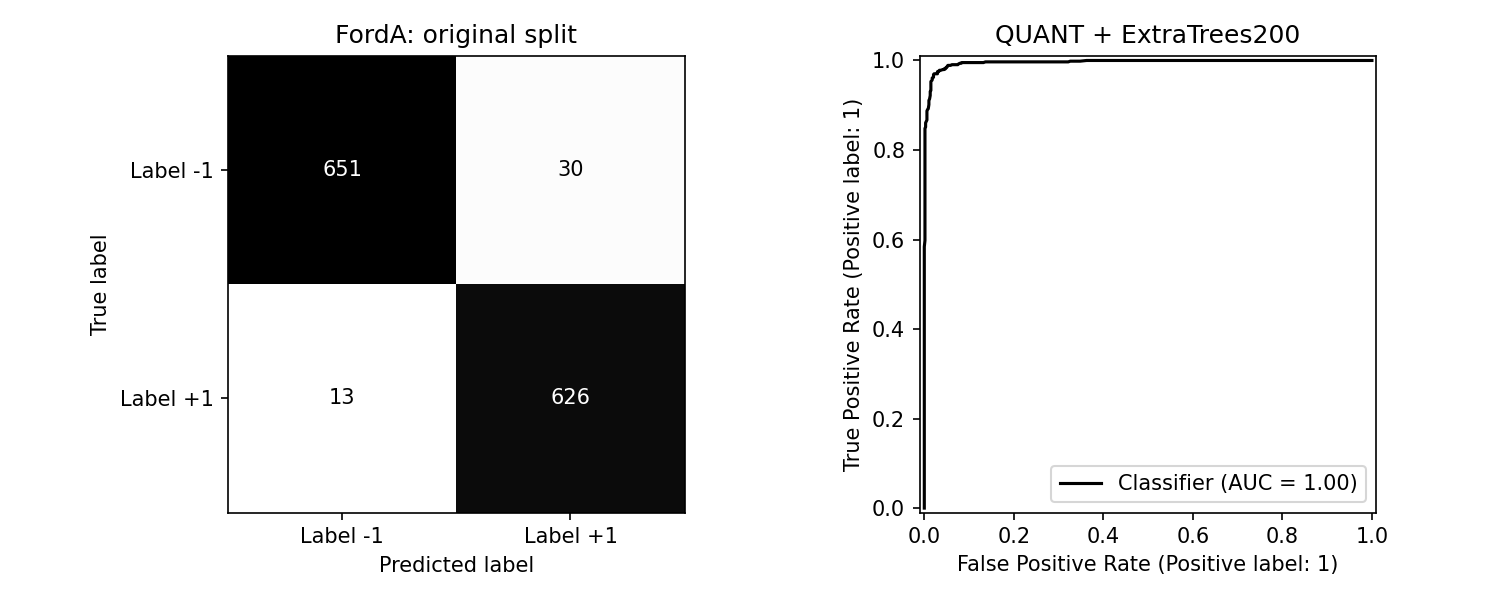 FordA: original split
Label -1
651
30
Label +1
13
626
True label
Label -1
Label +1
Predicted label
QUANT + ExtraTrees200
True Positive Rate (Positive label: 1)
1.0
0.8
0.6
0.4
0.2
0.0
Classifier (AUC = 1.00)
0.0
0.2
0.4
0.6
0.8
1.0
False Positive Rate (Positive label: 1)